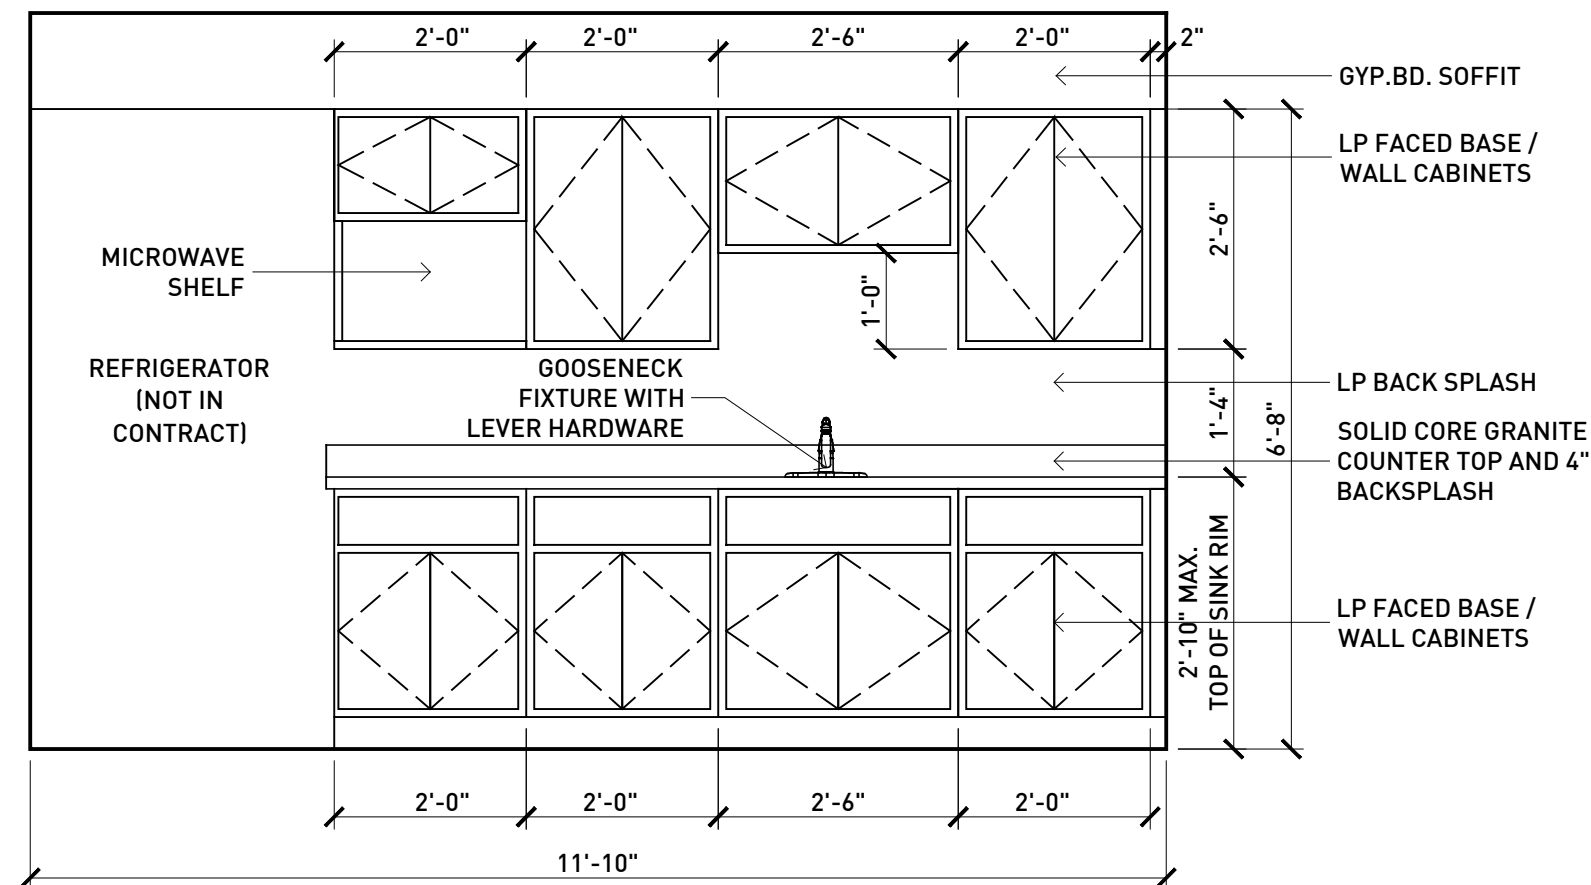 2'-0" 2'-0" 2'-6" 2'-0" 2"
GYP.BD. SOFFIT
LP FACED BASE /
WALL CABINETS
2'-6"
MICROWAVE
SHELF
1'-0"
REFRIGERATOR
(NOT IN
CONTRACT)
GOOSENECK
FIXTURE WITH
LEVER HARDWARE
LP BACK SPLASH
1'-4"
6'-8"
SOLID CORE GRANITE
COUNTER TOP AND 4"
BACKSPLASH
2'-10" MAX.
TOP OF SINK RIM
LP FACED BASE /
WALL CABINETS
2'-0" 2'-0" 2'-6" 2'-0"
11'-10"